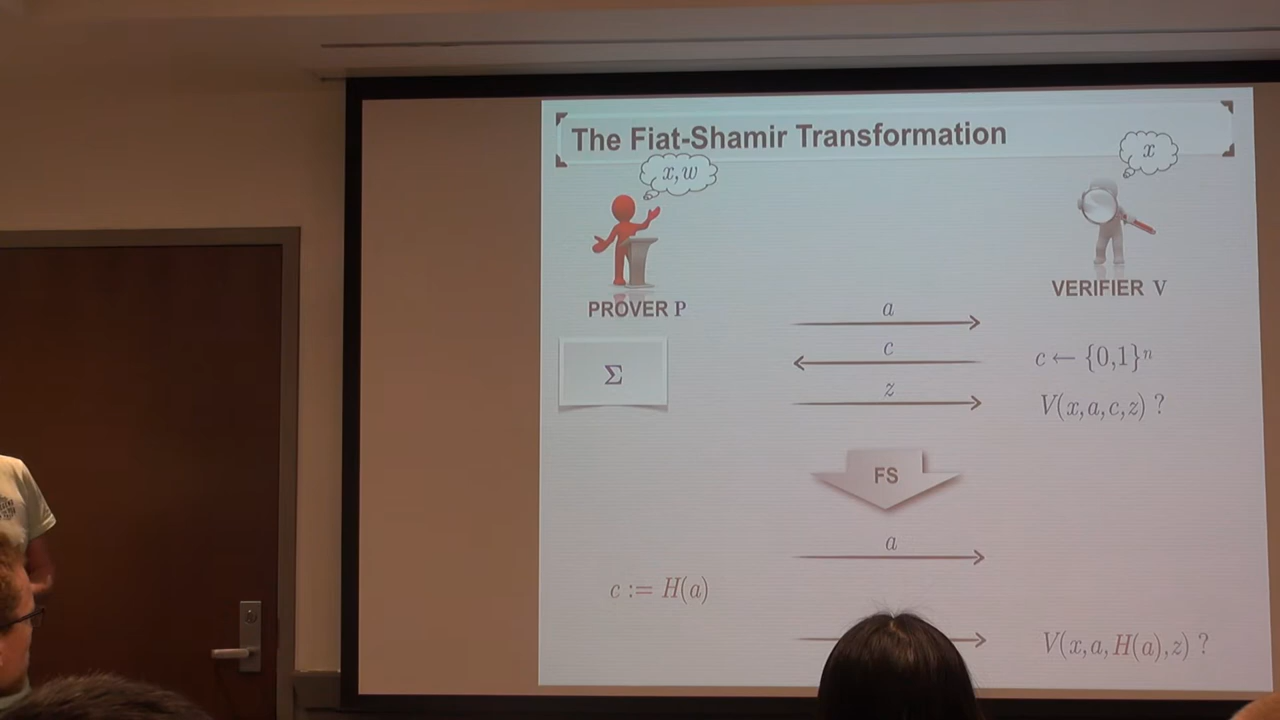 The Fiat-Shamir Transformation
x, w
x
PROVER P
VERIFIER V
a
Σ
c
c ← {0,1}ⁿ
z
V(x,a,c,z) ?
FS
a
c := H(a)
V(x,a,H(a),z) ?